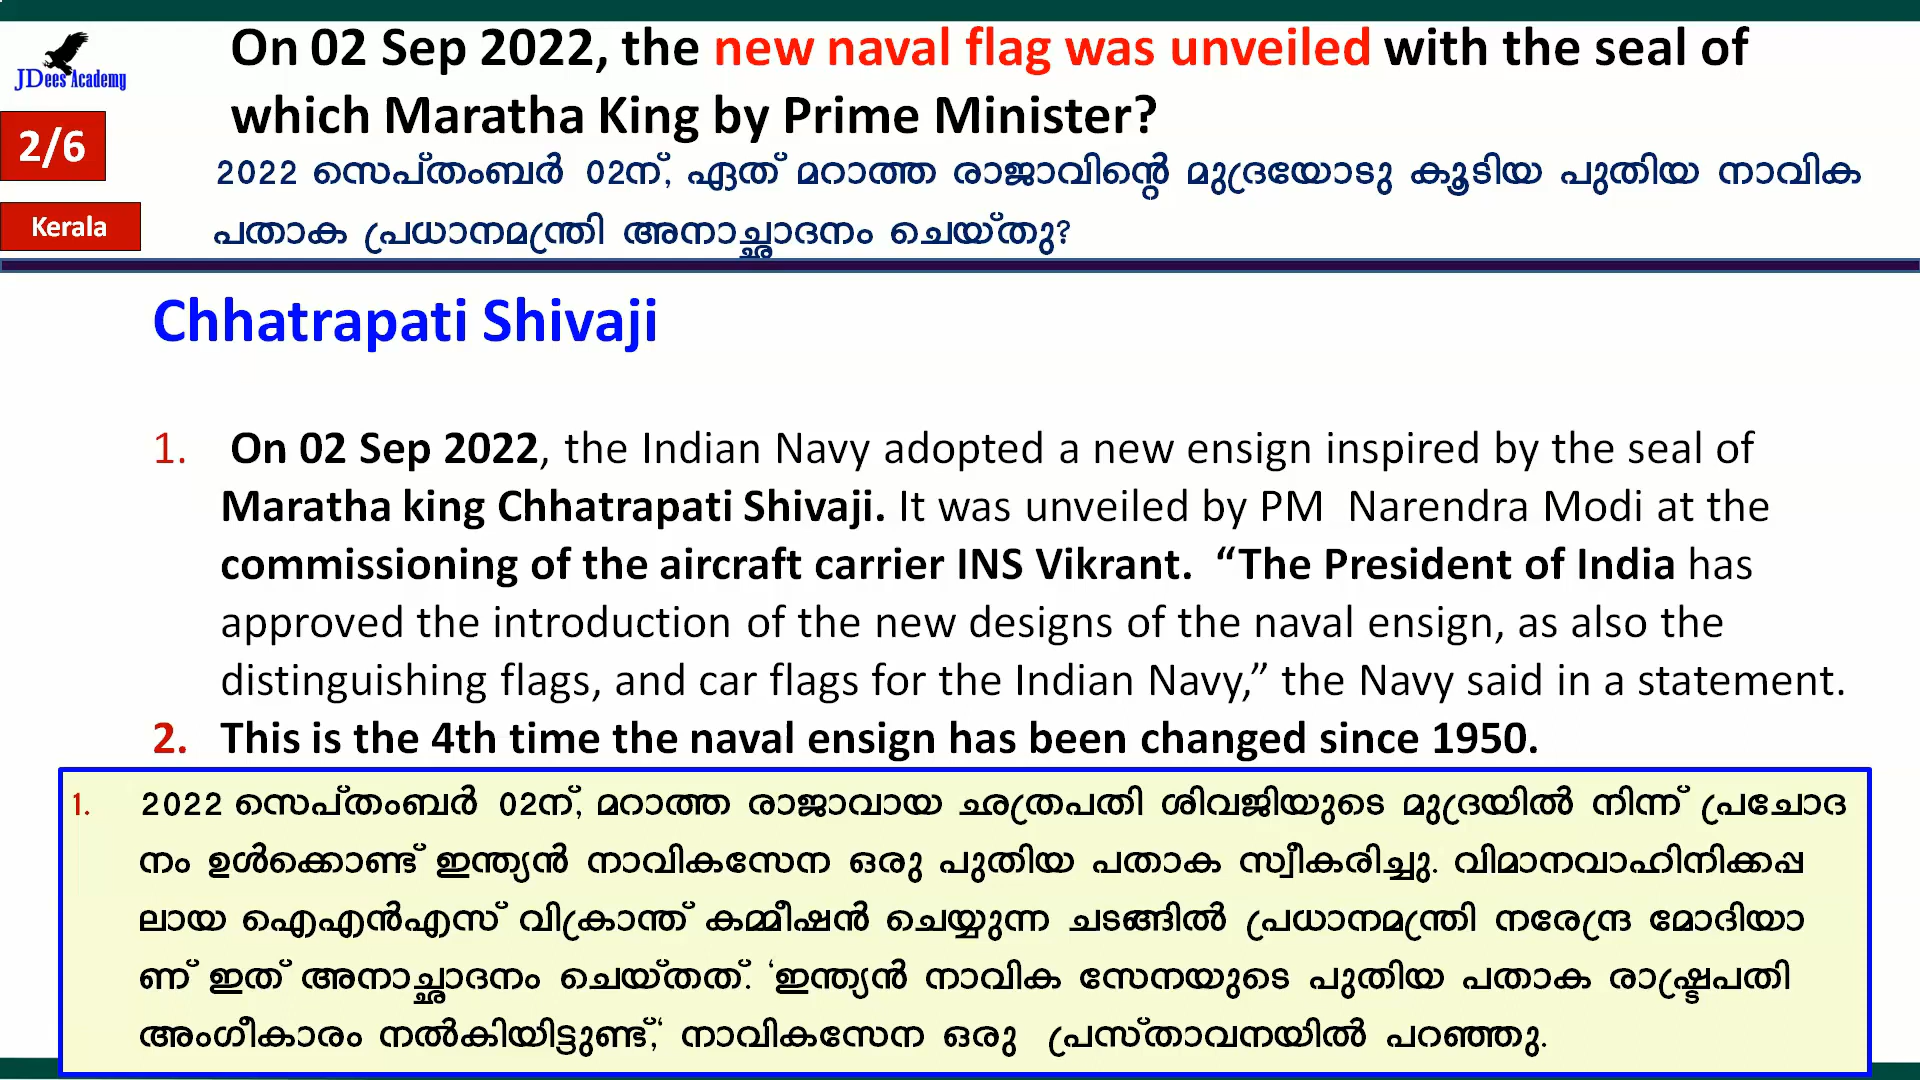 On 02 Sep 2022, the new naval flag was unveiled with the seal of
which Maratha King by Prime Minister?
JDees Academy
2/6
2022 സെപ്തംബർ 02ന്, ഏത് മറാത്ത രാജാവിന്റെ മുദ്രയോടു കൂടിയ പുതിയ നാവിക
Kerala
പതാക പ്രധാനമന്ത്രി അനാച്ഛാദനം ചെയ്തു?
Chhatrapati Shivaji
1. On 02 Sep 2022, the Indian Navy adopted a new ensign inspired by the seal of
Maratha king Chhatrapati Shivaji. It was unveiled by PM Narendra Modi at the
commissioning of the aircraft carrier INS Vikrant. “The President of India has
approved the introduction of the new designs of the naval ensign, as also the
distinguishing flags, and car flags for the Indian Navy,” the Navy said in a statement.
2. This is the 4th time the naval ensign has been changed since 1950.
1. 2022 സെപ്തംബർ 02ന്, മറാത്ത രാജാവായ ഛത്രപതി ശിവജിയുടെ മുദ്രയിൽ നിന്ന് പ്രചോദ
നം ഉൾക്കൊണ്ട് ഇന്ത്യൻ നാവികസേന ഒരു പുതിയ പതാക സ്വീകരിച്ചു. വിമാനവാഹിനിക്കപ്പ
ലായ ഐഎൻഎസ് വിക്രാന്ത് കമ്മീഷൻ ചെയ്യുന്ന ചടങ്ങിൽ പ്രധാനമന്ത്രി നരേന്ദ്ര മോദിയാ
ണ് ഇത് അനാച്ഛാദനം ചെയ്തത്. ‘ഇന്ത്യൻ നാവിക സേനയുടെ പുതിയ പതാക രാഷ്ട്രപതി
അംഗീകാരം നൽകിയിട്ടുണ്ട്,‘ നാവികസേന ഒരു പ്രസ്താവനയിൽ പറഞ്ഞു.